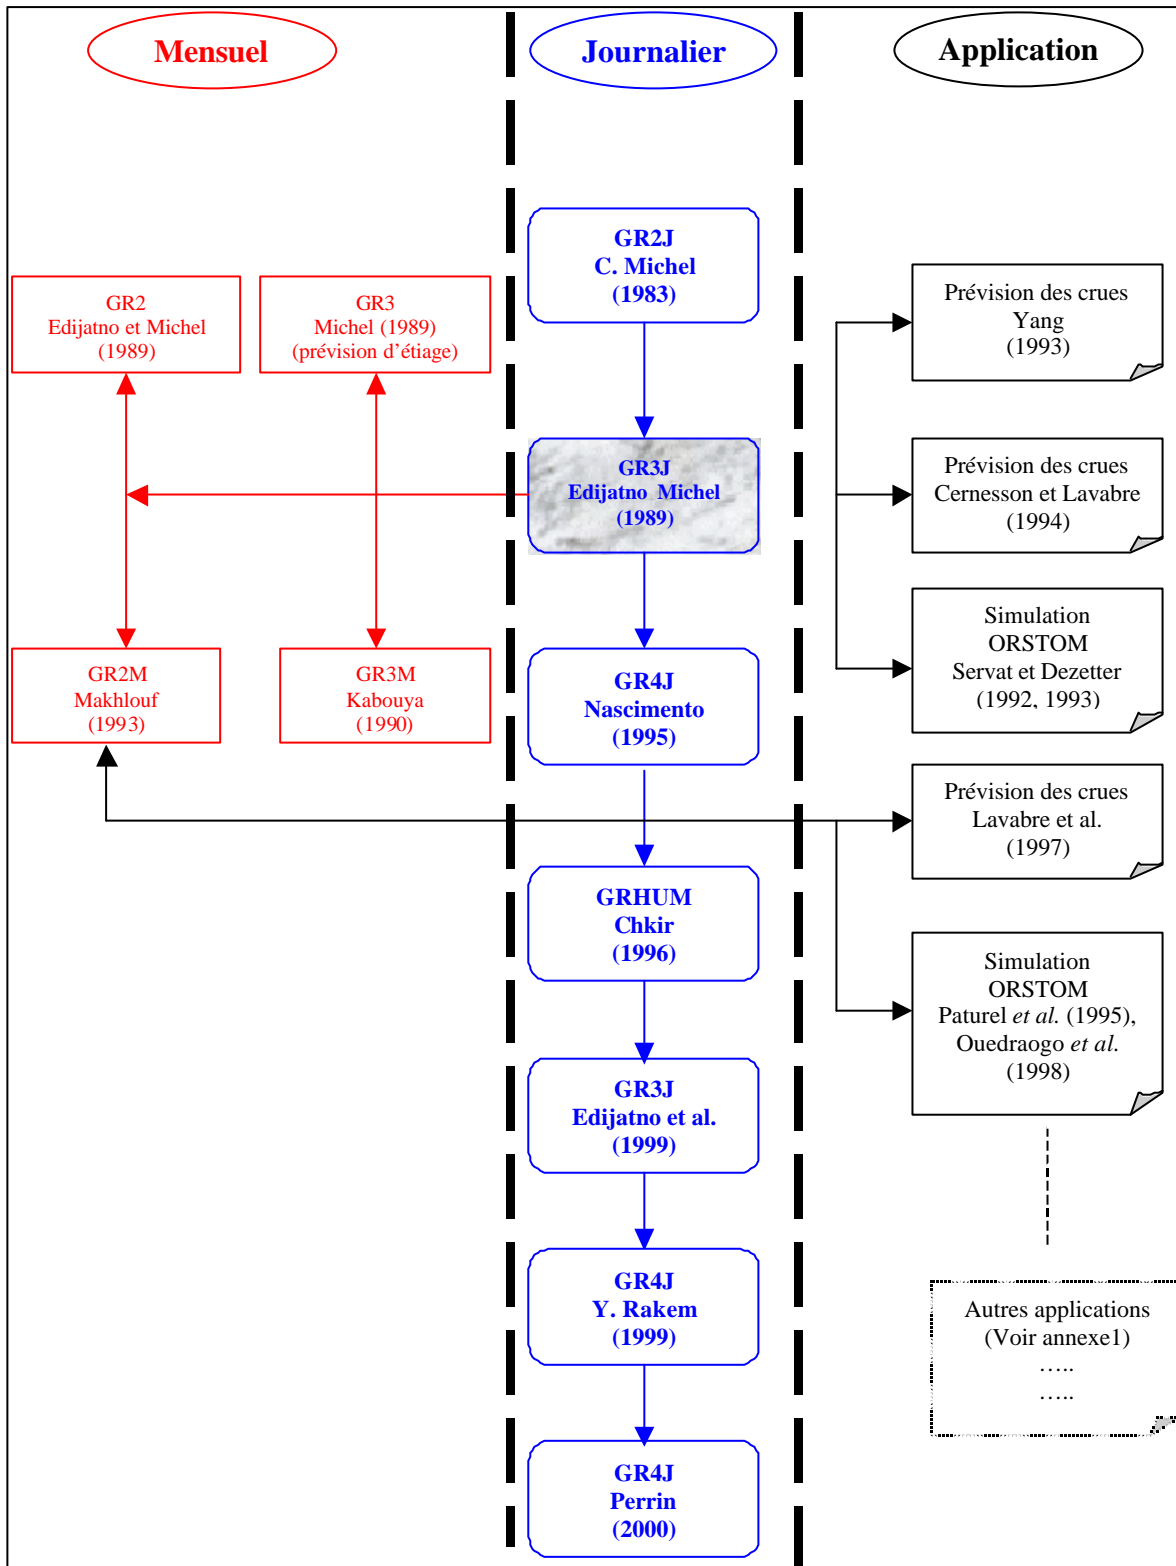 Mensuel
Journalier
Application
GR2
Edijatno et Michel
(1989)
GR3
Michel (1989)
(prévision d'étiage)
GR2M
Makhlouf
(1993)
GR3M
Kabouya
(1990)
GR2J
C. Michel
(1983)
GR3J
Edijatno Michel
(1989)
GR4J
Nascimento
(1995)
GRHUM
Chkir
(1996)
GR3J
Edijatno et al.
(1999)
GR4J
Y. Rakem
(1999)
GR4J
Perrin
(2000)
Prévision des crues
Yang
(1993)
Prévision des crues
Cernesson et Lavabre
(1994)
Simulation
ORSTOM
Servat et Dezetter
(1992, 1993)
Prévision des crues
Lavabre et al.
(1997)
Simulation
ORSTOM
Paturel et al. (1995),
Ouedraogo et al.
(1998)
Autres applications
(Voir annexe1)
…..
…..